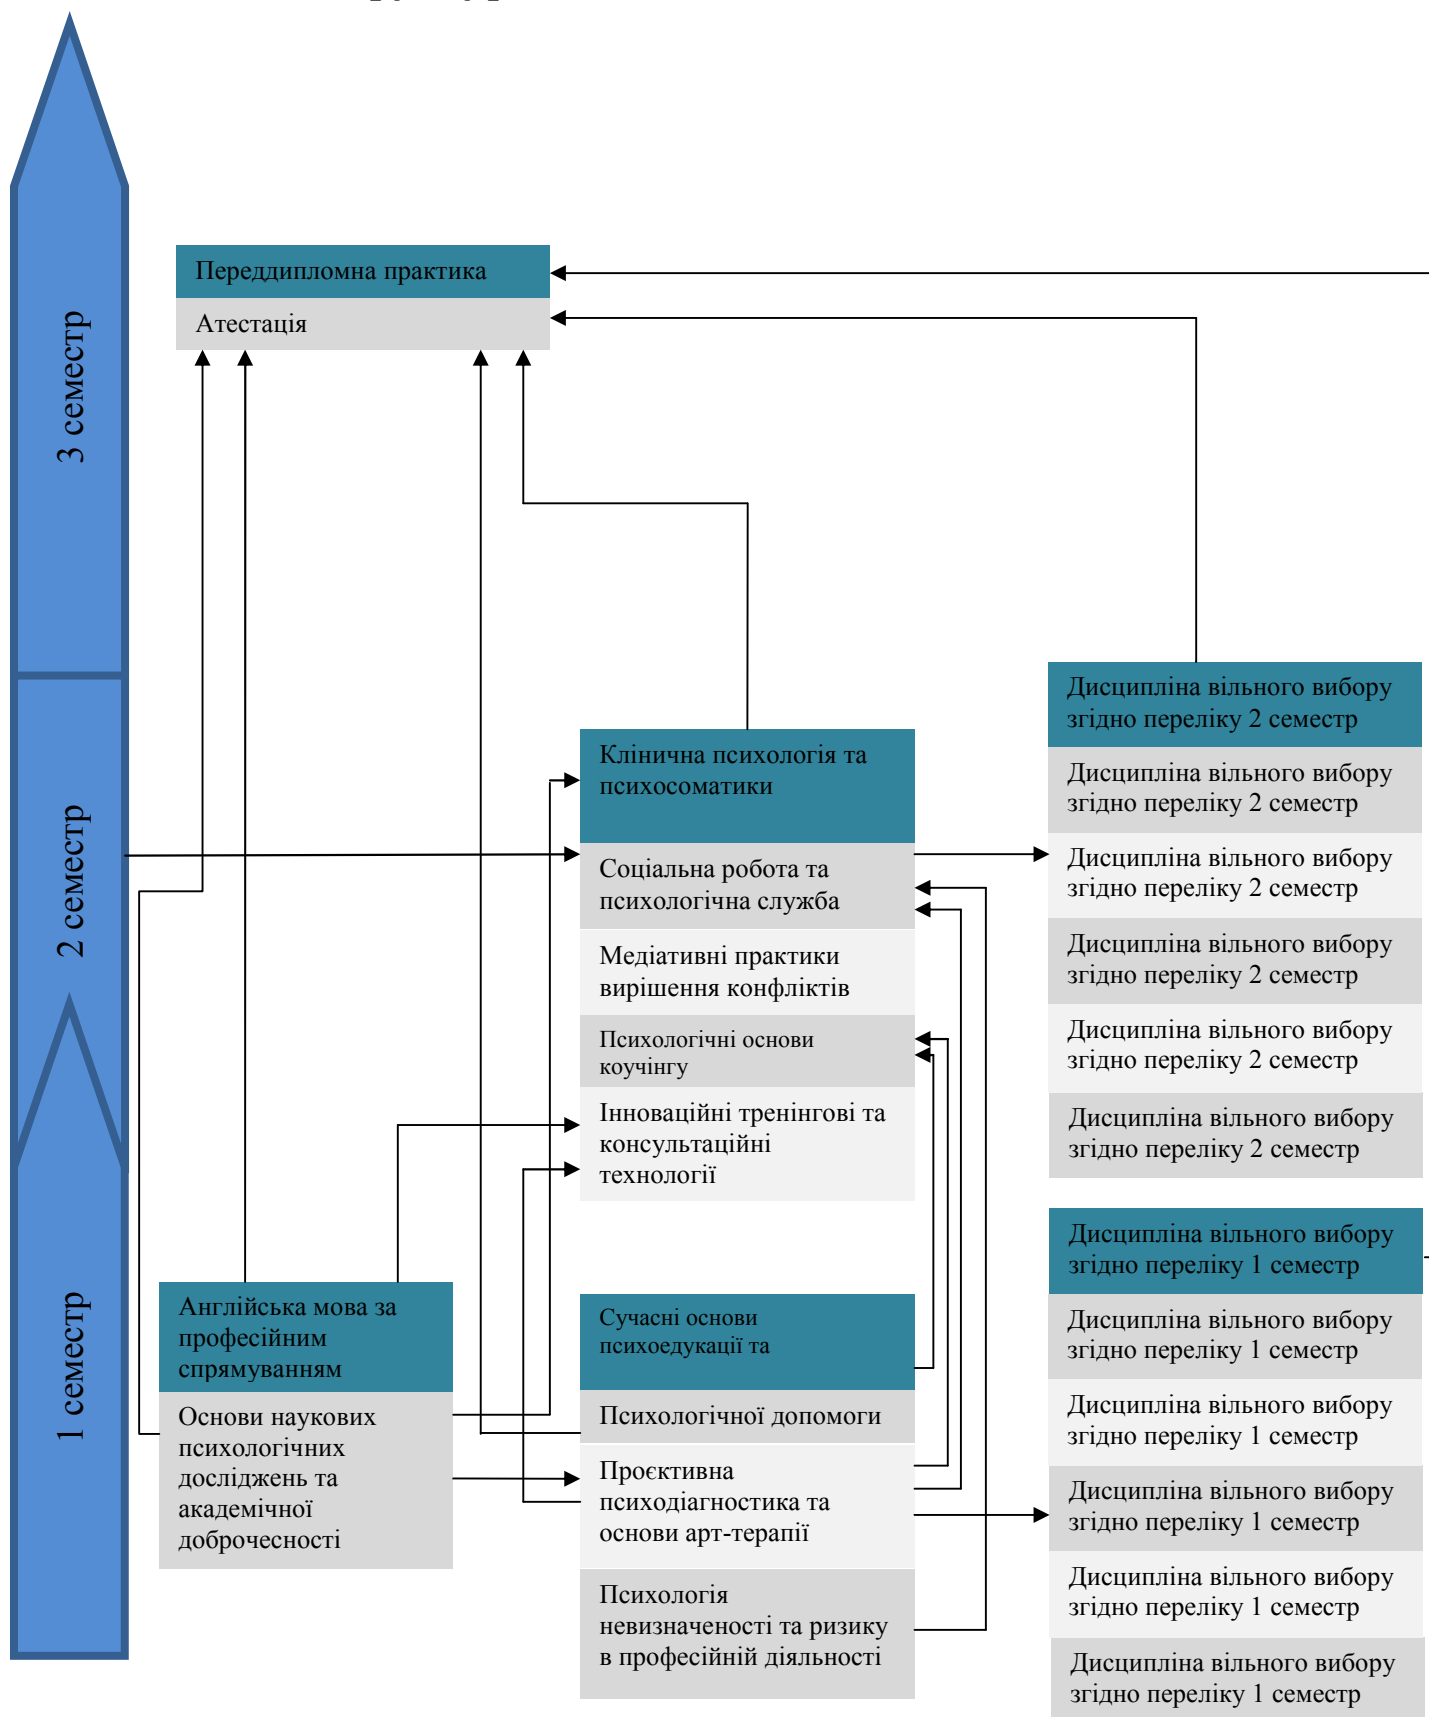 3 семестр
2 семестр
1 семестр
Переддипломна практика
Атестація
Клінична психологія та
психосоматики
Соціальна робота та
психологічна служба
Медіативні практики
вирішення конфліктів
Психологічні основи
коучінгу
Інноваційні тренінгові та
консультаційні
технології
Дисципліна вільного вибору
згідно переліку 2 семестр
Дисципліна вільного вибору
згідно переліку 2 семестр
Дисципліна вільного вибору
згідно переліку 2 семестр
Дисципліна вільного вибору
згідно переліку 2 семестр
Дисципліна вільного вибору
згідно переліку 2 семестр
Дисципліна вільного вибору
згідно переліку 2 семестр
Англійська мова за
професійним
спрямуванням
Основи наукових
психологічних
досліджень та
академічної
доброчесності
Сучасні основи
психоедукації та
Психологічної допомоги
Проєктивна
психодіагностика та
основи арт-терапії
Психологія
невизначеності та ризику
в професійній діяльності
Дисципліна вільного вибору
згідно переліку 1 семестр
Дисципліна вільного вибору
згідно переліку 1 семестр
Дисципліна вільного вибору
згідно переліку 1 семестр
Дисципліна вільного вибору
згідно переліку 1 семестр
Дисципліна вільного вибору
згідно переліку 1 семестр
Дисципліна вільного вибору
згідно переліку 1 семестр